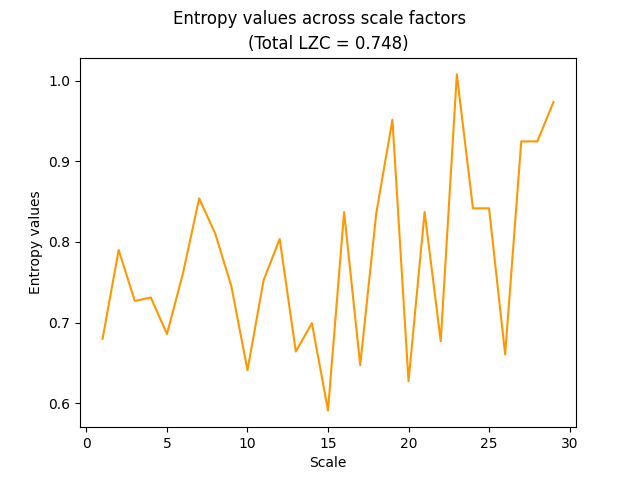 Entropy values across scale factors
(Total LZC = 0.748)
1.0
0.9
0.8
0.7
0.6
Entropy values
0 5 10 15 20 25 30
Scale